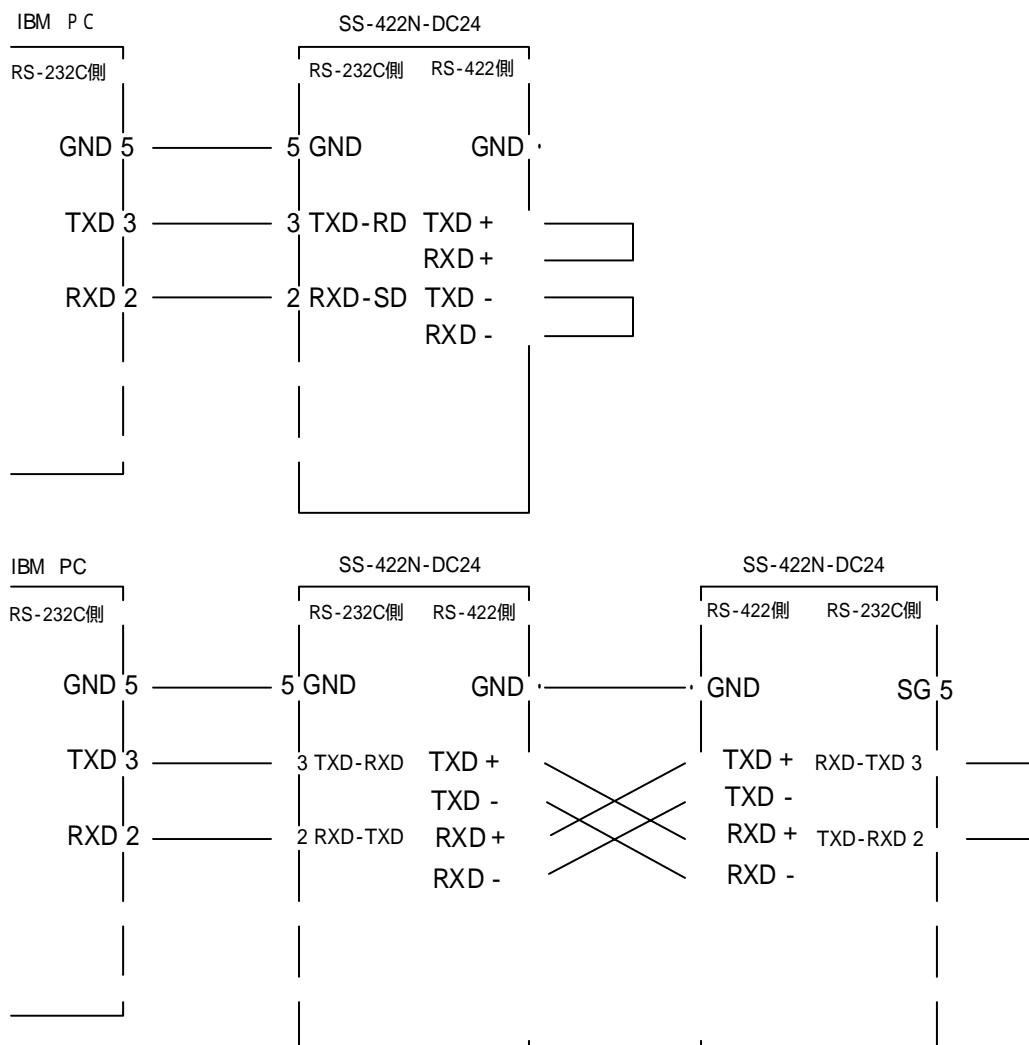 IBM PC SS-422N-DC24
RS-232C側 RS-232C側 RS-422側
GND 5 5 GND GND
TXD 3 3 TXD-RD TXD +
RXD +
RXD 2 2 RXD-SD TXD -
RXD -
IBM PC SS-422N-DC24 SS-422N-DC24
RS-232C側 RS-232C側 RS-422側 RS-422側 RS-232C側
GND 5 5 GND GND GND SG 5
TXD 3 3 TXD-RXD TXD + TXD + RXD-TXD 3
TXD - TXD -
RXD 2 2 RXD-TXD RXD + RXD + TXD-RXD 2
RXD - RXD -